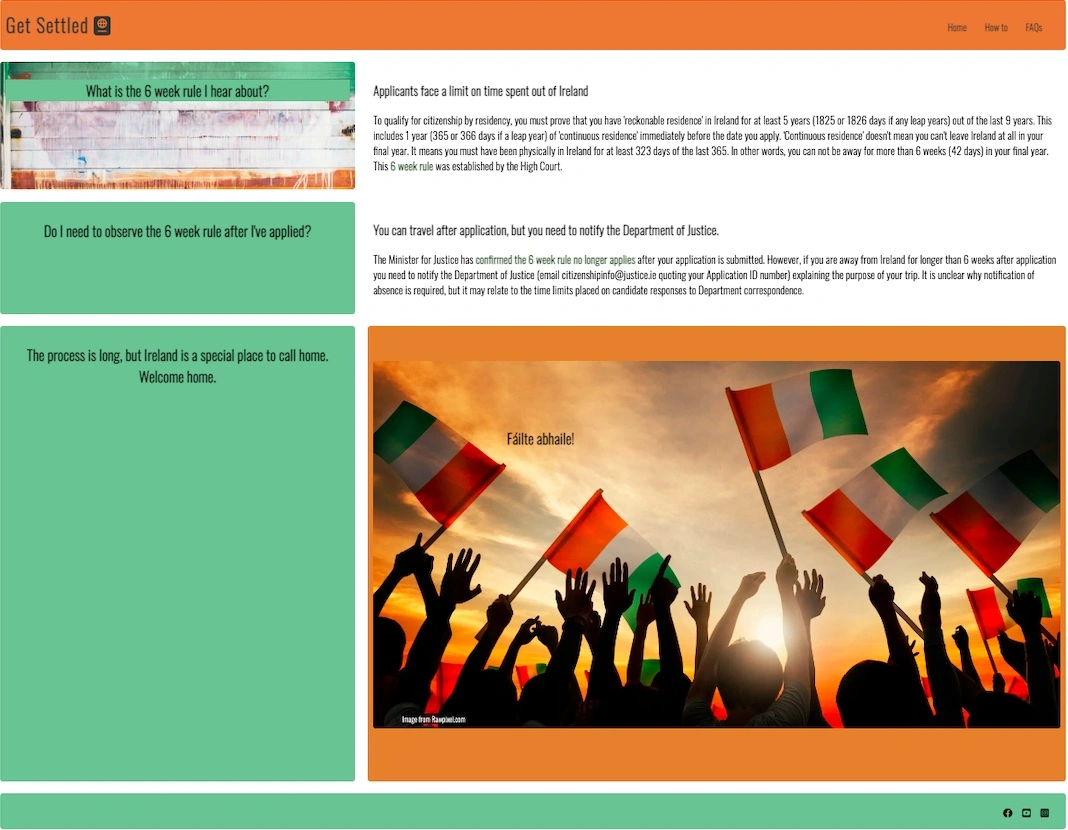 Get Settled
Home How to FAQs
What is the 6 week rule I hear about?
Applicants face a limit on time spent out of Ireland
To qualify for citizenship by residency, you must prove that you have 'reckonable residence' in Ireland for at least 5 years (1825 or 1826 days if any leap years) out of the last 9 years. This
includes 1 year (365 or 366 days if a leap year) of 'continuous residence' immediately before the date you apply. 'Continuous residence' doesn't mean you can't leave Ireland at all in your
final year. It means you must have been physically in Ireland for at least 323 days of the last 365. In other words, you can not be away for more than 6 weeks (42 days) in your final year.
This 6 week rule was established by the High Court.
Do I need to observe the 6 week rule after I've applied?
You can travel after application, but you need to notify the Department of Justice.
The Minister for Justice has confirmed the 6 week rule no longer applies after your application is submitted. However, if you are away from Ireland for longer than 6 weeks after application
you need to notify the Department of Justice (email citizenshipinfo@justice.ie quoting your Application ID number) explaining the purpose of your trip. It is unclear why notification of
absence is required, but it may relate to the time limits placed on candidate responses to Department correspondence.
The process is long, but Ireland is a special place to call home.
Welcome home.
Fáilte abhaile!
Image from Rawpixel.com